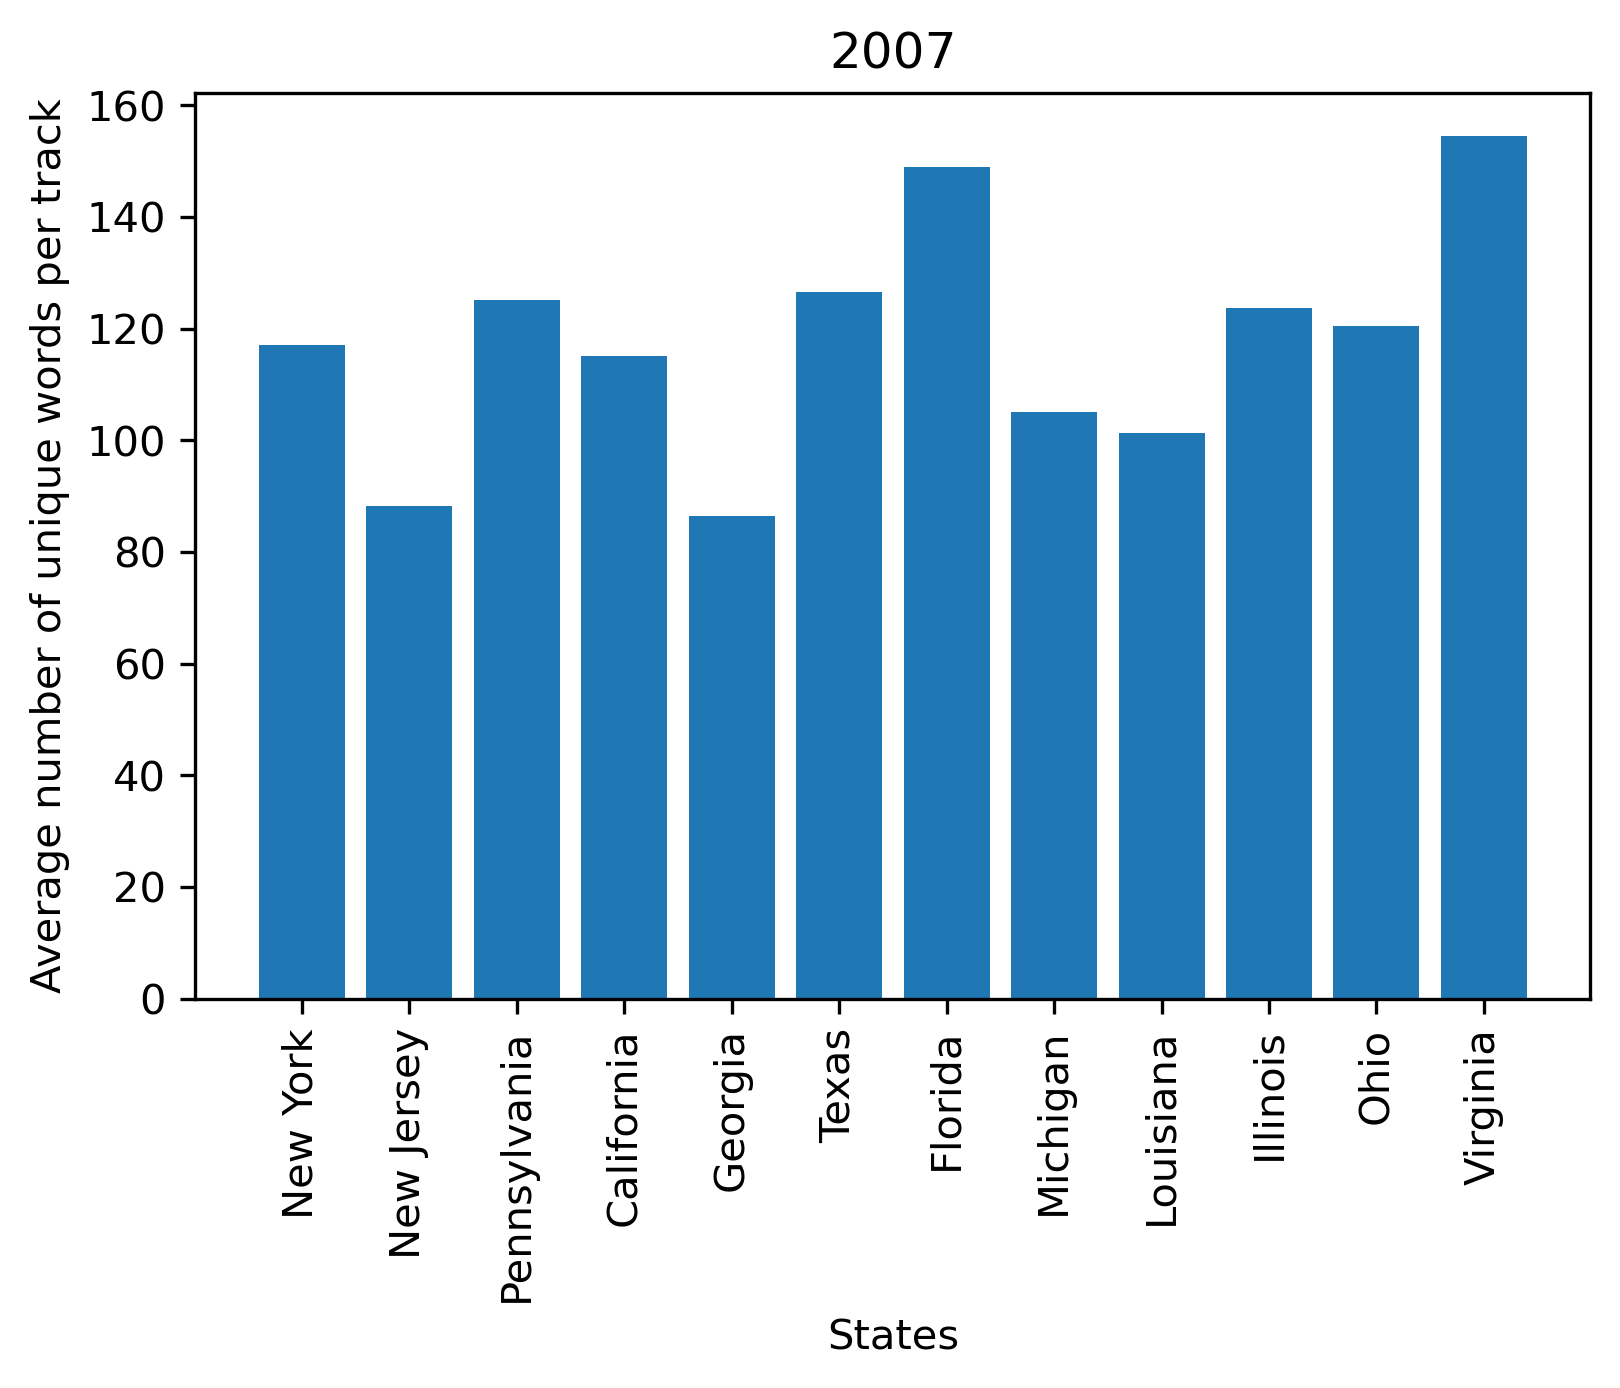 2007
Average number of unique words per track
160
140
120
100
80
60
40
20
0
New York
New Jersey
Pennsylvania
California
Georgia
Texas
Florida
Michigan
Louisiana
Illinois
Ohio
Virginia
States